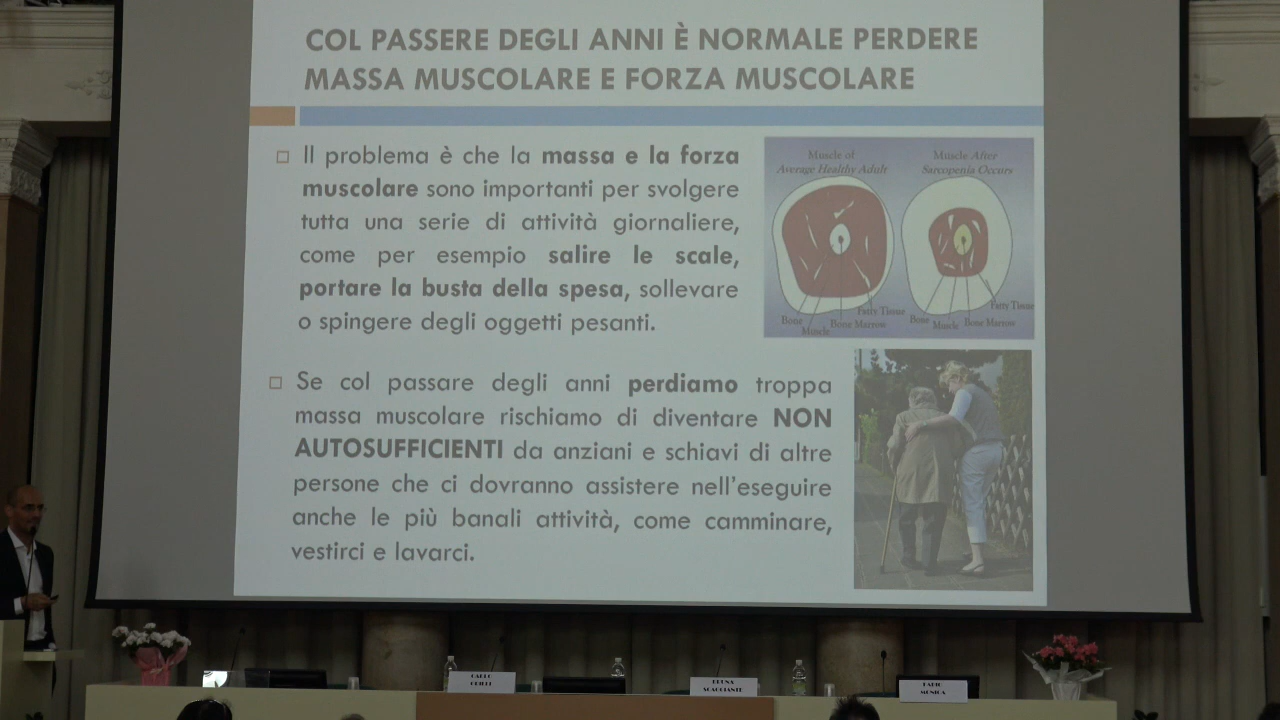 COL PASSERE DEGLI ANNI È NORMALE PERDERE
MASSA MUSCOLARE E FORZA MUSCOLARE
Il problema è che la massa e la forza
muscolare sono importanti per svolgere
tutta una serie di attività giornaliere,
come per esempio salire le scale,
portare la busta della spesa, sollevare
o spingere degli oggetti pesanti.
Muscle of
Average Healthy Adult
Bone
Muscle
Bone Marrow
Fatty Tissue
Muscle After
Sarcopenia Occurs
Bone
Muscle
Bone Marrow
Fatty Tissue
Se col passare degli anni perdiamo troppa
massa muscolare rischiamo di diventare NON
AUTOSUFFICIENTI da anziani e schiavi di altre
persone che ci dovranno assistere nell'eseguire
anche le più banali attività, come camminare,
vestirci e lavarci.
CARLO
BRUNA
SCACCIANTE
FABIO
MONICA